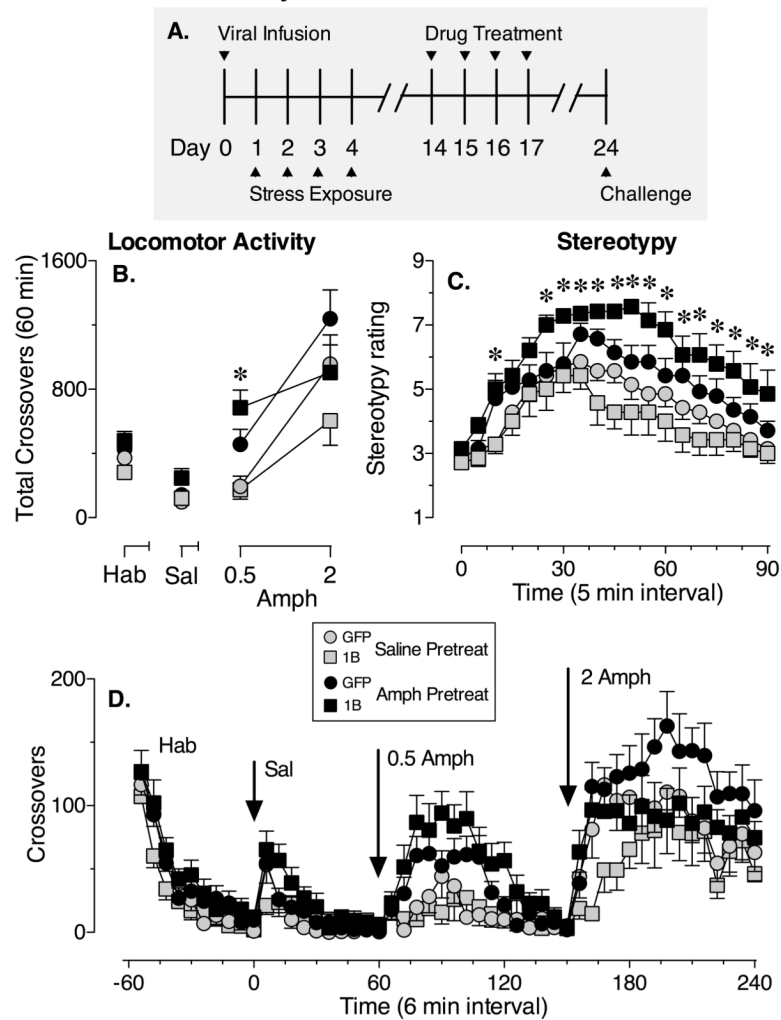 A.
Viral Infusion Drug Treatment
Day 0 1 2 3 4 14 15 16 17 24
Stress Exposure Challenge
Locomotor Activity
B.
Total Crossovers (60 min)
1600
800
0
*
Hab Sal 0.5 2
Amph
Stereotypy
C.
Stereotypy rating
9
7
5
3
1
* * * * * * * * * * * * * * *
0 30 60 90
Time (5 min interval)
GFP
1B
Saline Pretreat
GFP
1B
Amph Pretreat
D.
Crossovers
200
100
0
Hab
Sal
0.5 Amph
2 Amph
-60 0 60 120 180 240
Time (6 min interval)